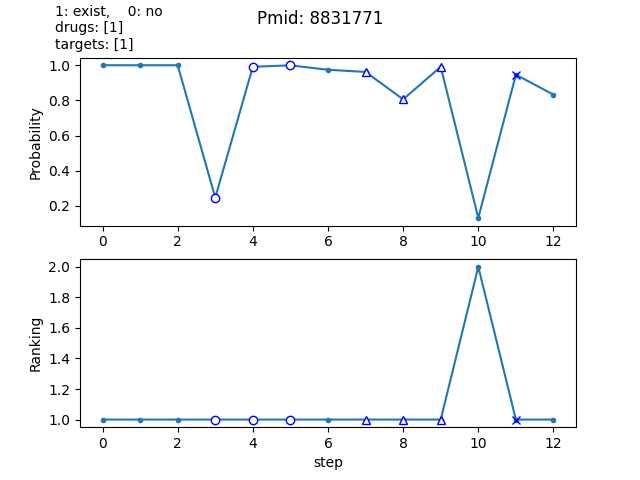 1: exist,    0: no
drugs: [1]
targets: [1]
Pmid: 8831771
1.0
0.8
0.6
0.4
0.2
Probability
0 2 4 6 8 10 12
2.0
1.8
1.6
1.4
1.2
1.0
Ranking
0 2 4 6 8 10 12
step